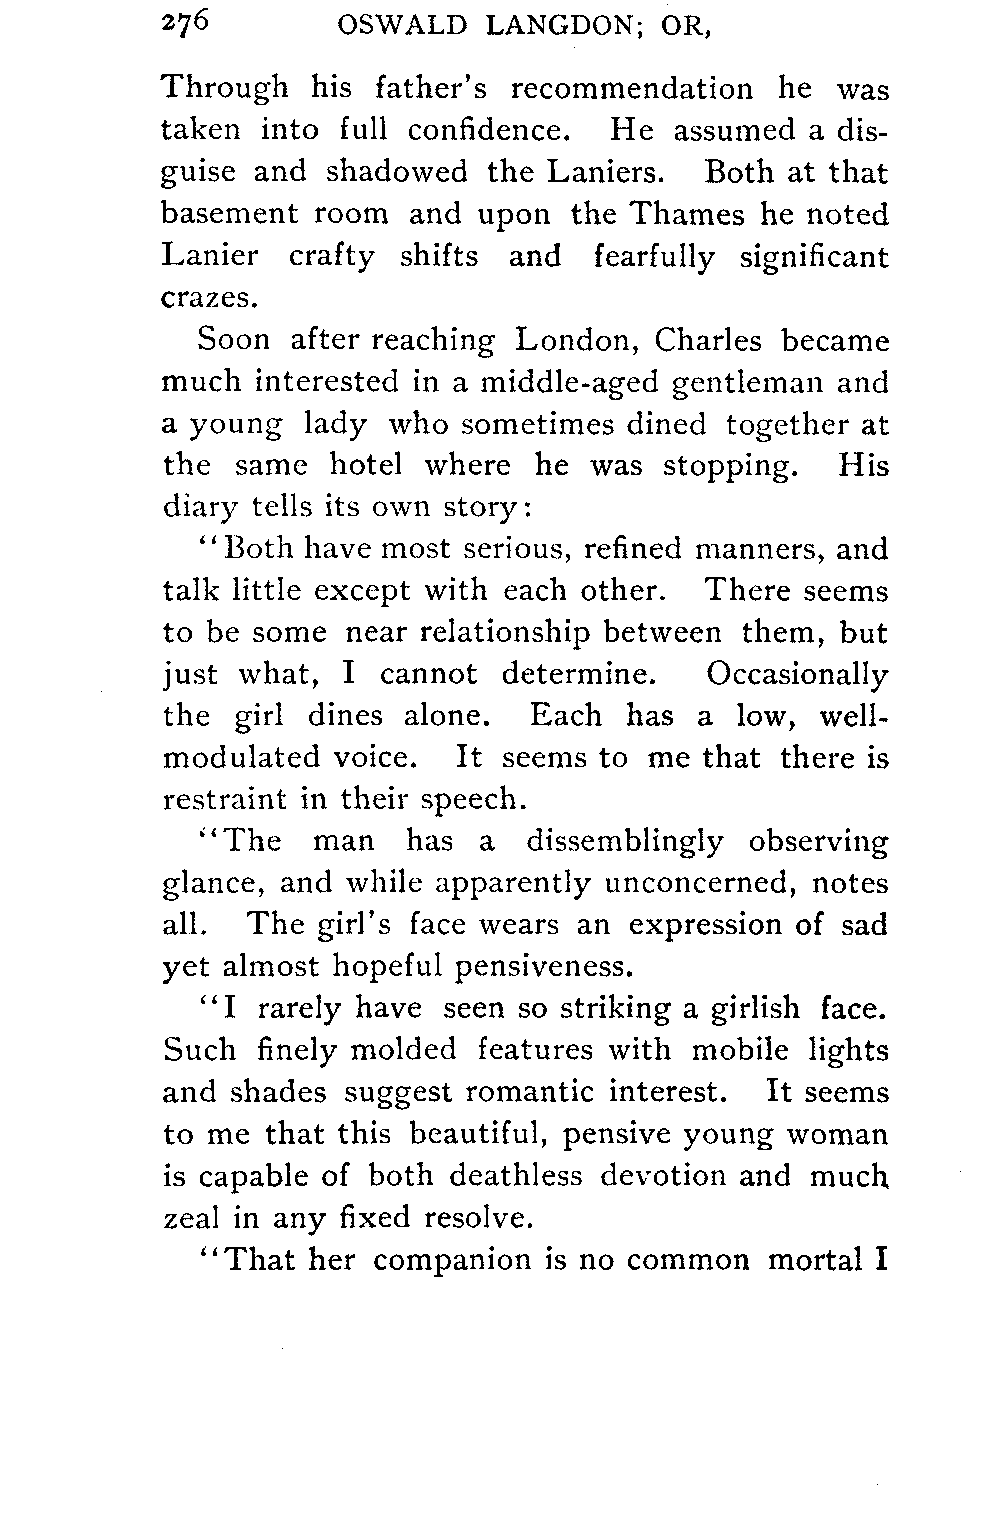 276 OSWALD LANGDON; OR,
Through his father's recommendation he was
taken into full confidence. He assumed a dis-
guise and shadowed the Laniers. Both at that
basement room and upon the Thames he noted
Lanier crafty shifts and fearfully significant
crazes.
Soon after reaching London, Charles became
much interested in a middle-aged gentleman and
a young lady who sometimes dined together at
the same hotel where he was stopping. His
diary tells its own story:
“Both have most serious, refined manners, and
talk little except with each other. There seems
to be some near relationship between them, but
just what, I cannot determine. Occasionally
the girl dines alone. Each has a low, well-
modulated voice. It seems to me that there is
restraint in their speech.
“The man has a dissemblingly observing
glance, and while apparently unconcerned, notes
all. The girl's face wears an expression of sad
yet almost hopeful pensiveness.
“I rarely have seen so striking a girlish face.
Such finely molded features with mobile lights
and shades suggest romantic interest. It seems
to me that this beautiful, pensive young woman
is capable of both deathless devotion and much
zeal in any fixed resolve.
“That her companion is no common mortal I